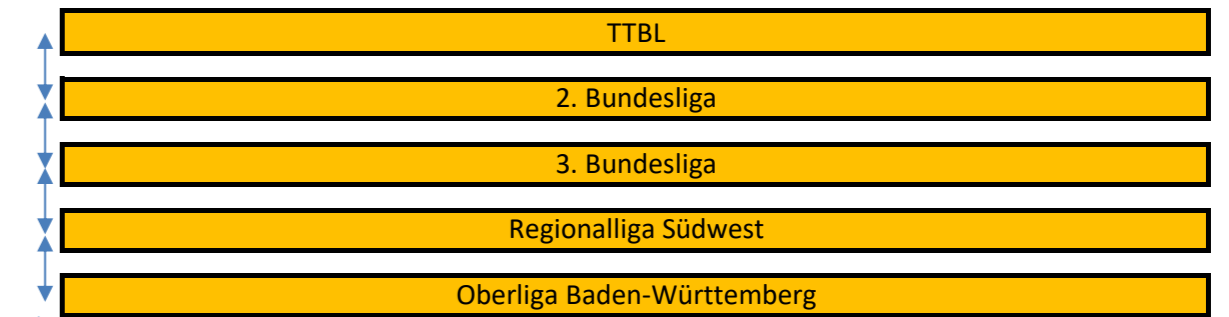 TTBL
2. Bundesliga
3. Bundesliga
Regionalliga Südwest
Oberliga Baden-Württemberg